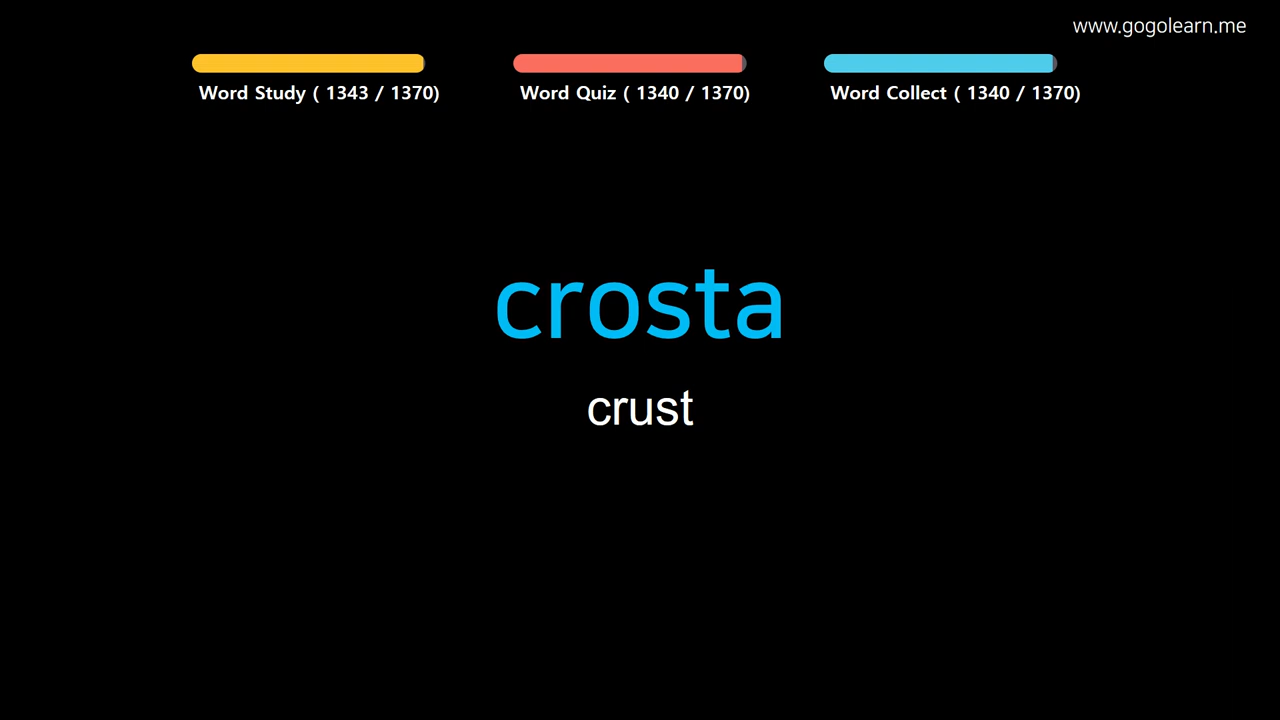 www.gogolearn.me
Word Study ( 1343 / 1370)
Word Quiz ( 1340 / 1370)
Word Collect ( 1340 / 1370)
crosta
crust